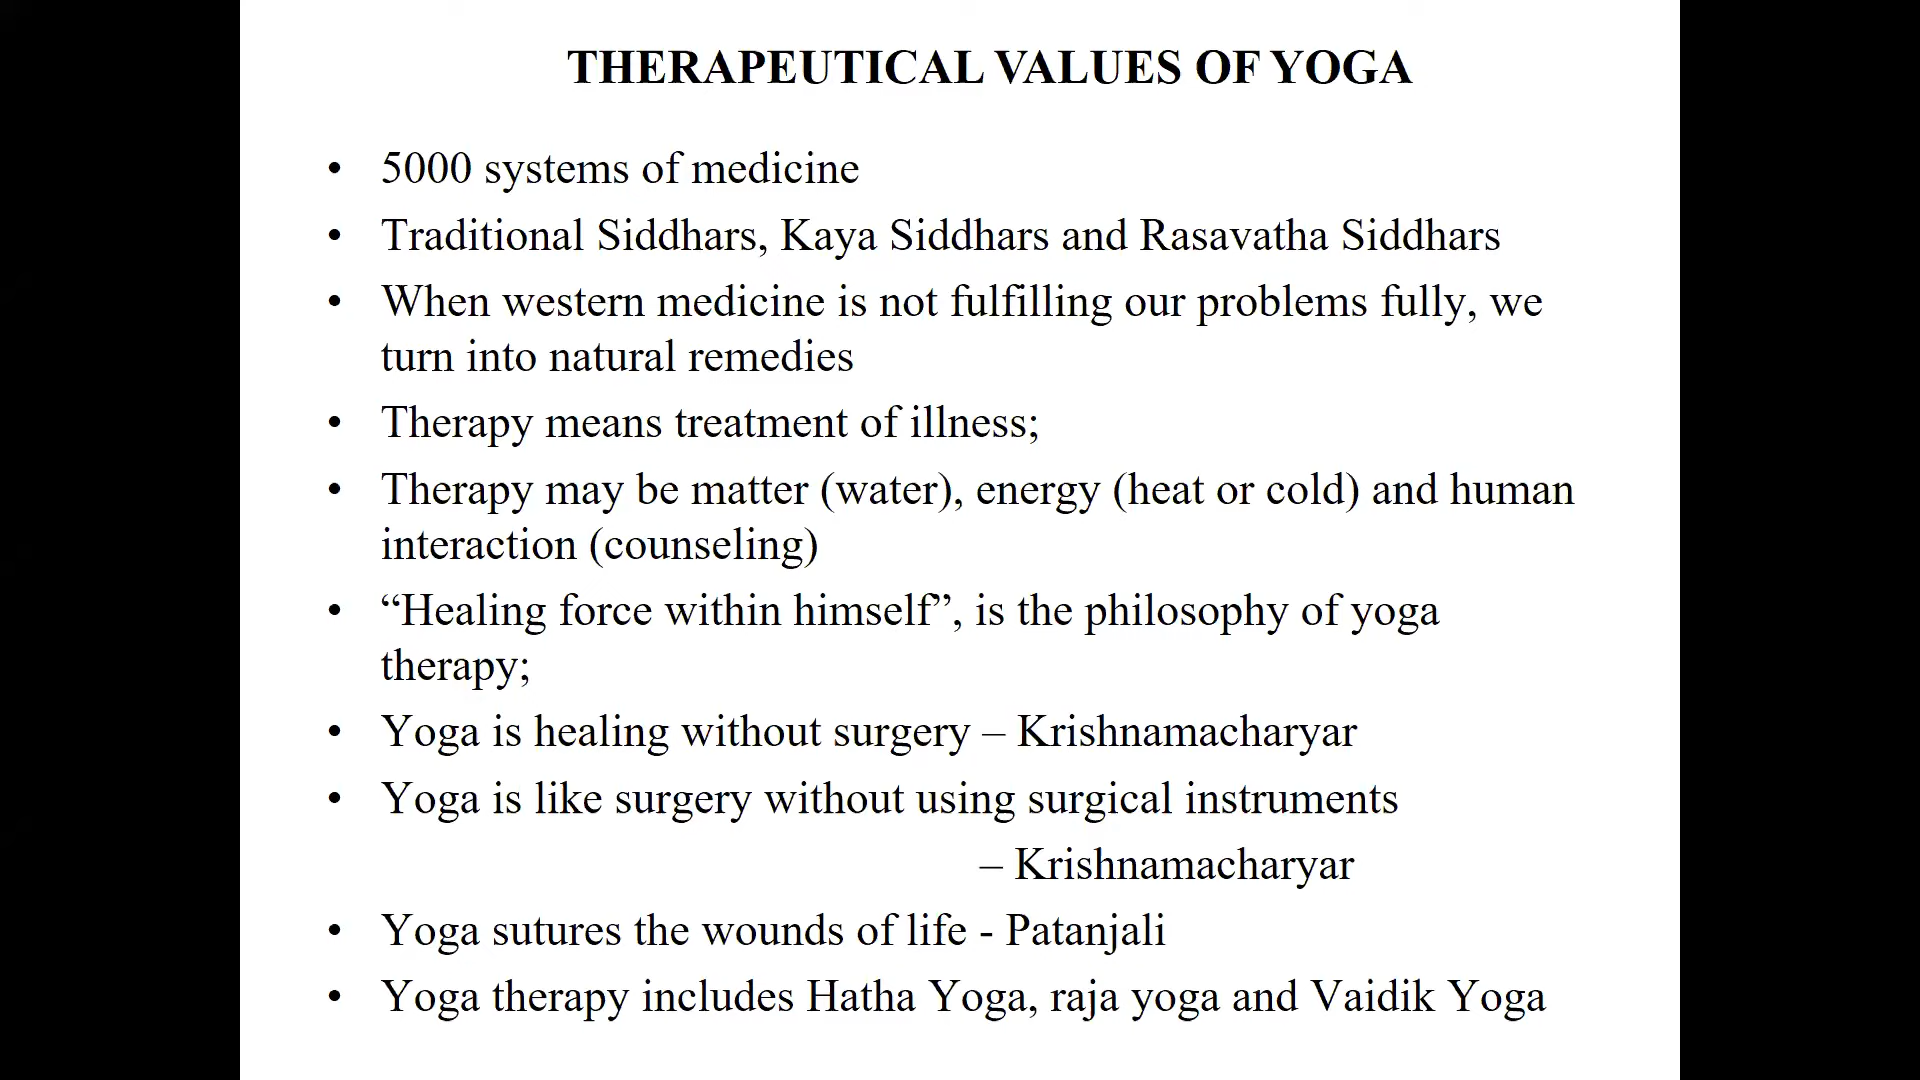 THERAPEUTICAL VALUES OF YOGA
• 5000 systems of medicine
• Traditional Siddhars, Kaya Siddhars and Rasavatha Siddhars
• When western medicine is not fulfilling our problems fully, we
turn into natural remedies
• Therapy means treatment of illness;
• Therapy may be matter (water), energy (heat or cold) and human
interaction (counseling)
• “Healing force within himself”, is the philosophy of yoga
therapy;
• Yoga is healing without surgery – Krishnamacharyar
• Yoga is like surgery without using surgical instruments
– Krishnamacharyar
• Yoga sutures the wounds of life - Patanjali
• Yoga therapy includes Hatha Yoga, raja yoga and Vaidik Yoga